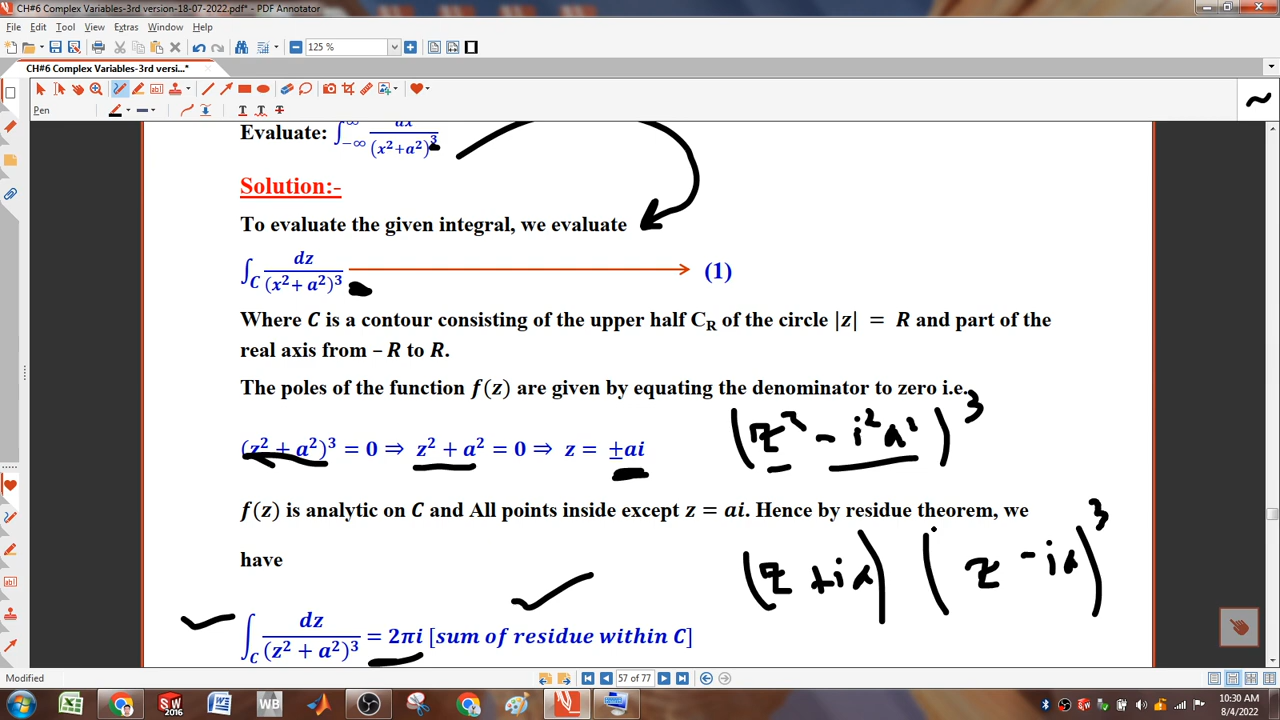 CH#6 Complex Variables-3rd version-18-07-2022.pdf* - PDF Annotator
File Edit Tool View Extras Window Help
125 %
CH#6 Complex Variables-3rd versi...*
Pen
Evaluate: ∫₋∞^∞ dx/(x²+a²)³
Solution:-
To evaluate the given integral, we evaluate
∫_C dz/(x²+ a²)³ (1)
Where C is a contour consisting of the upper half C_R of the circle |z| = R and part of the
real axis from – R to R.
The poles of the function f(z) are given by equating the denominator to zero i.e.
(z² - i²a²)³
(z² + a²)³ = 0 ⇒ z² + a² = 0 ⇒ z = ±ai
f(z) is analytic on C and All points inside except z = ai. Hence by residue theorem, we
have
(z + ia) (z - ia)³
∫_C dz/(z² + a²)³ = 2πi [sum of residue within C]
Modified
57 of 77
SW
2016
WB
10:30 AM
8/4/2022